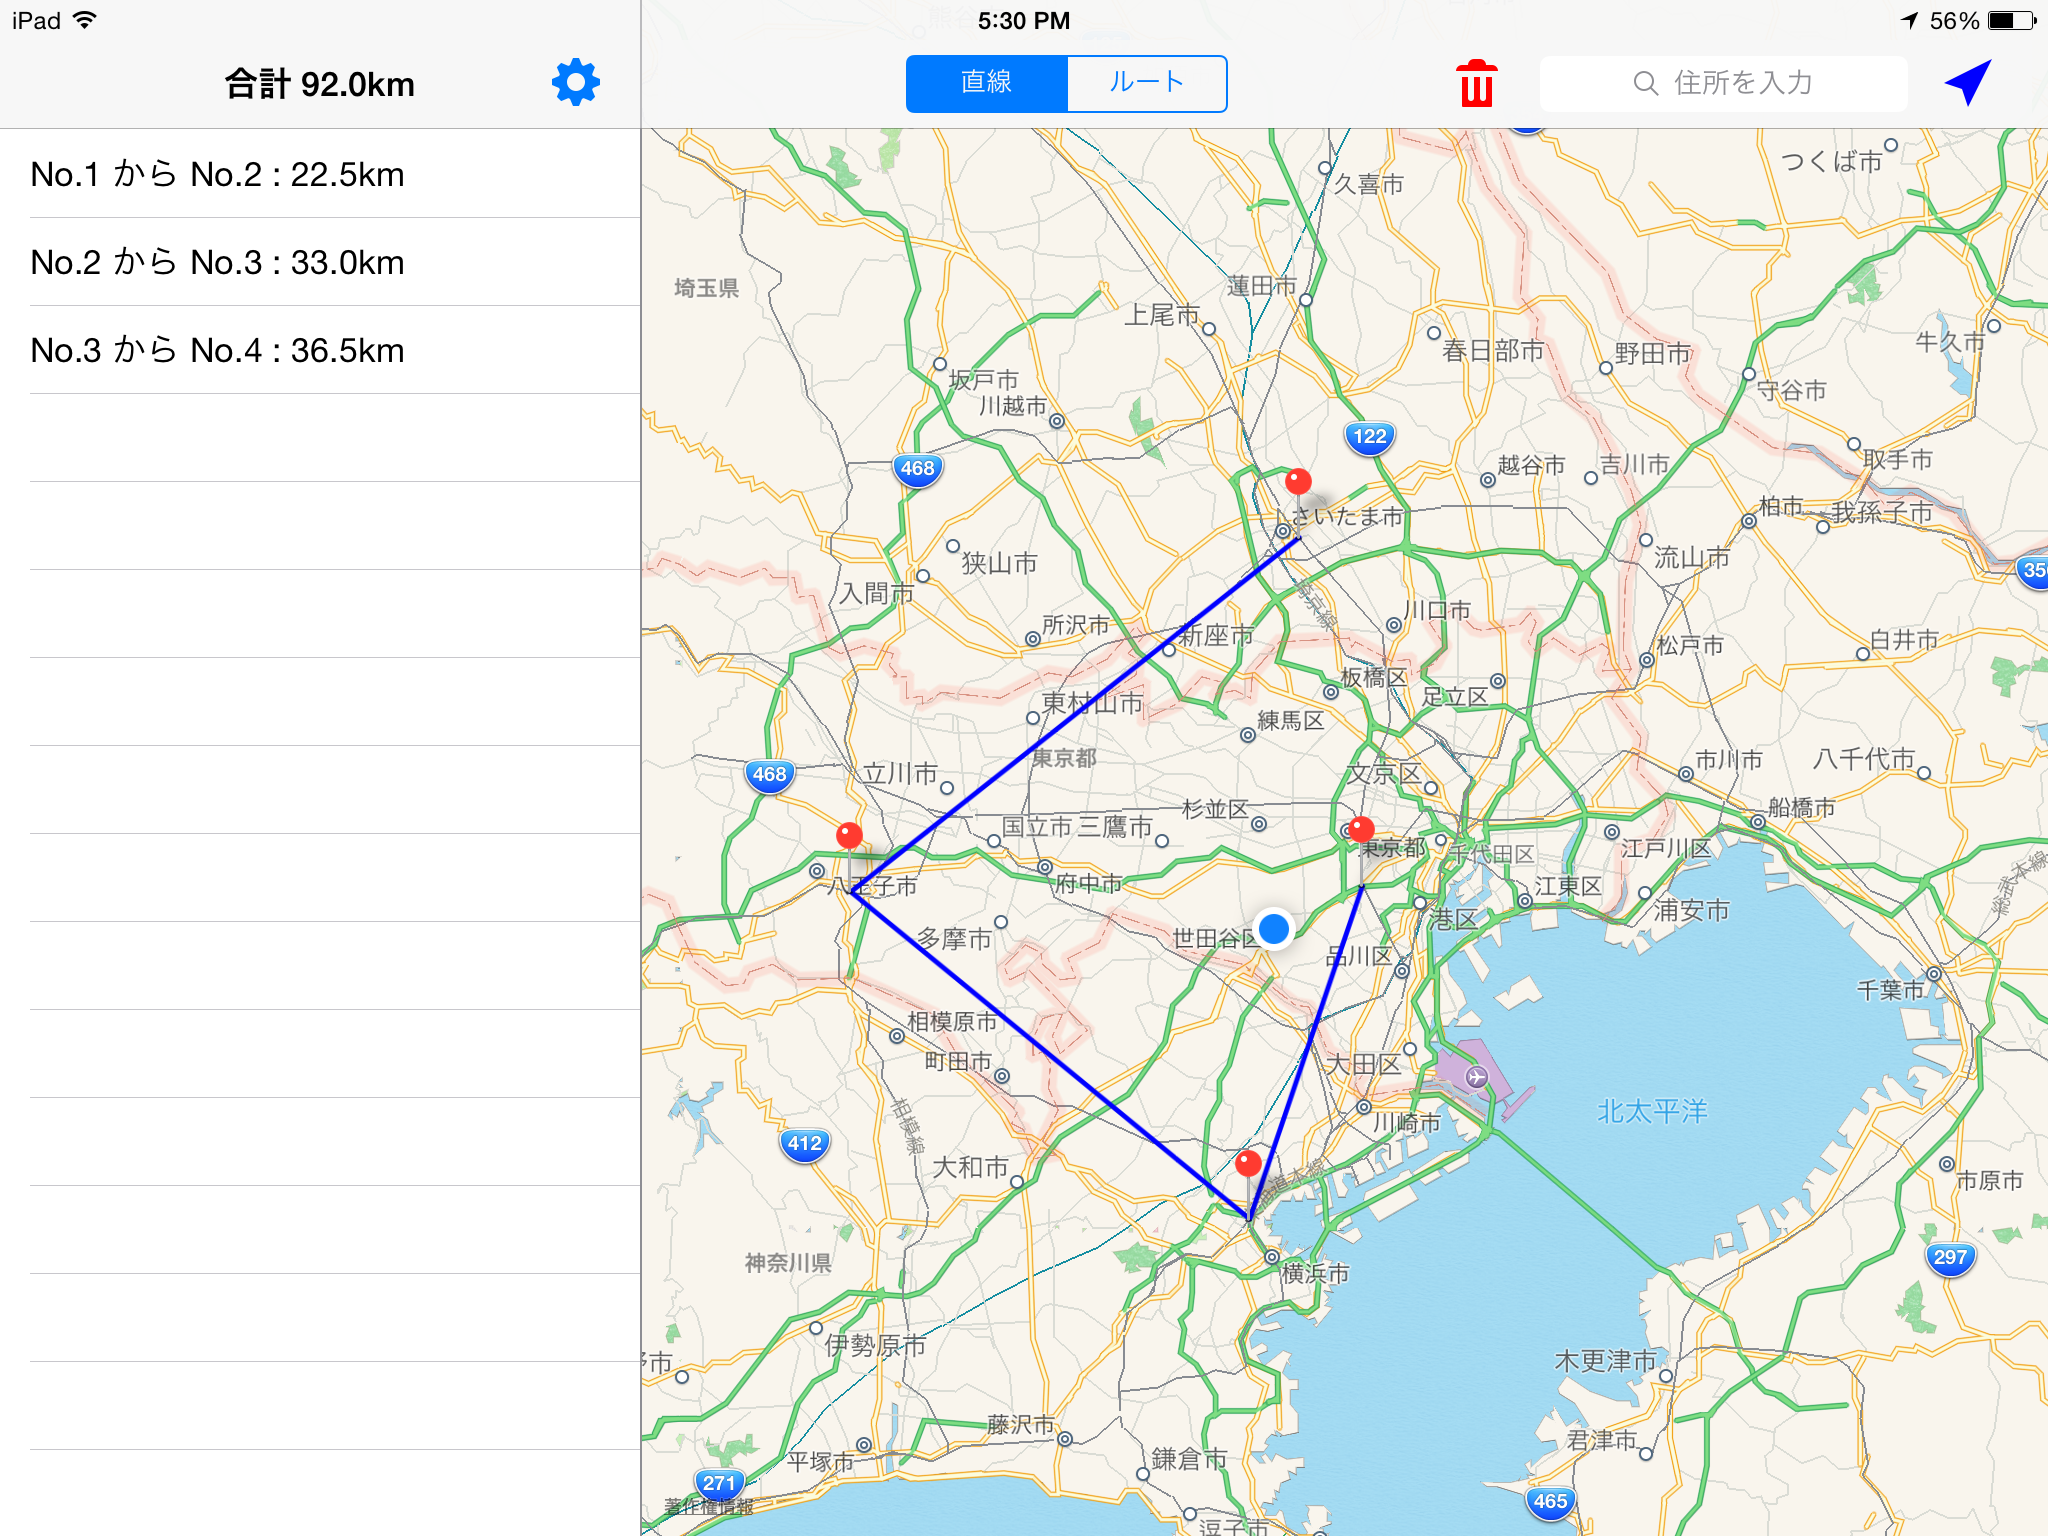 iPad
5:30 PM
56%
合計 92.0km
直線
ルート
住所を入力
No.1 から No.2 : 22.5km
No.2 から No.3 : 33.0km
No.3 から No.4 : 36.5km
つくば市
久喜市
埼玉県
蓮田市
上尾市
春日部市
野田市
牛久市
坂戸市
守谷市
川越市
122
468
越谷市
吉川市
取手市
さいたま市
柏市
我孫子市
狭山市
流山市
入間市
埼京線
川口市
所沢市
新座市
松戸市
白井市
板橋区
足立区
東村山市
練馬区
東京都
立川市
468
文京区
市川市
八千代市
杉並区
船橋市
国立市
三鷹市
東京都
千代田区
江戸川区
八王子市
府中市
江東区
浦安市
港区
武本線
多摩市
世田谷区
品川区
千葉市
相模原市
町田市
大田区
北太平洋
相模線
川崎市
412
大和市
市原市
神奈川県
横浜市
297
伊勢原市
木更津市
藤沢市
君津市
平塚市
鎌倉市
271
465
著作権情報
逗子市